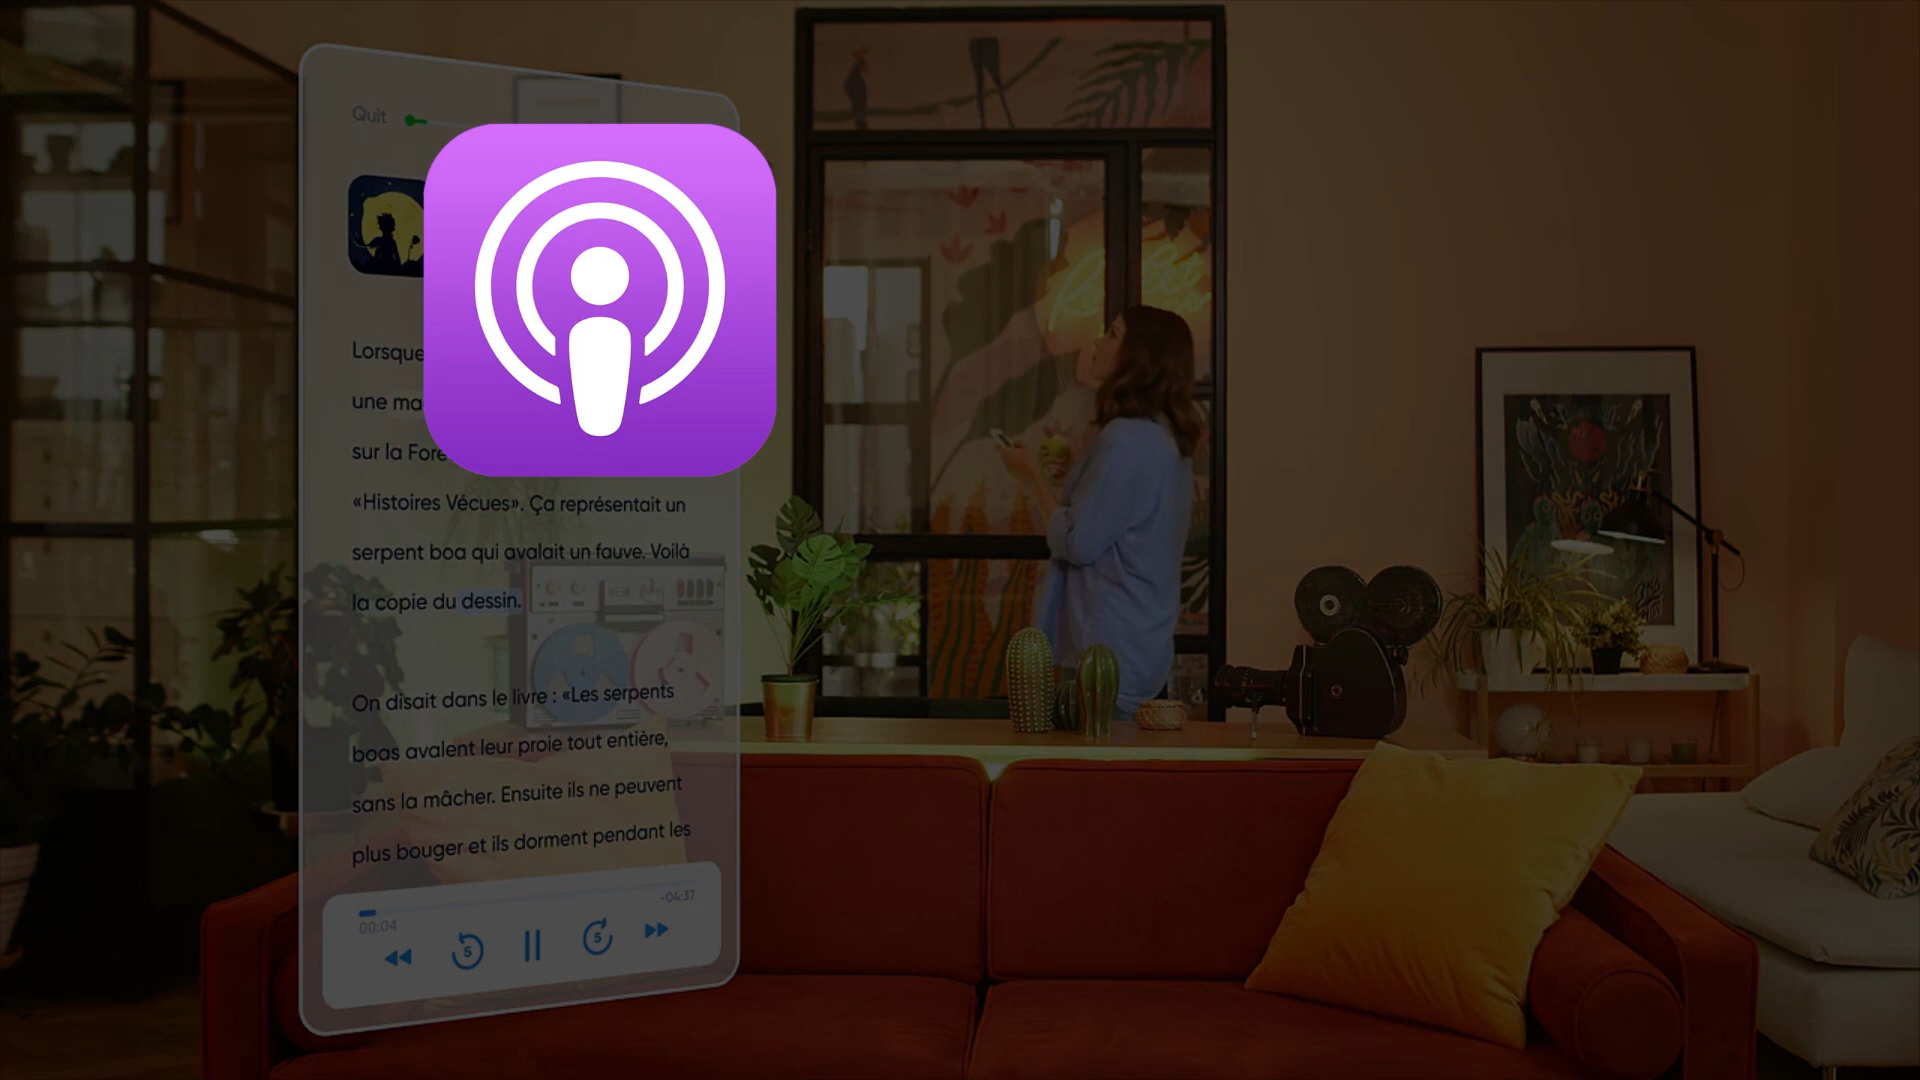 Quit
Lorsque
une ma
sur la Fore
«Histoires Vécues». Ça représentait un
serpent boa qui avalait un fauve. Voilà
la copie du dessin.
On disait dans le livre : «Les serpents
boas avalent leur proie tout entière,
sans la mâcher. Ensuite ils ne peuvent
plus bouger et ils dorment pendant les
-04:37
00:04
5
5